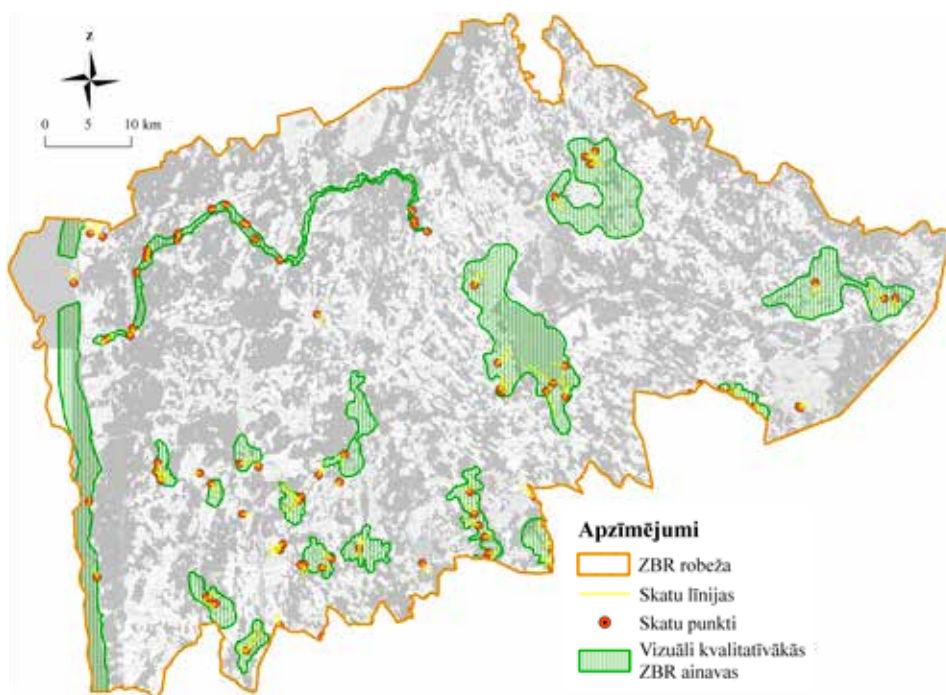 z
0 5 10 km
Apzīmējumi
ZBR robeža
Skatu līnijas
Skatu punkti
Vizuāli kvalitatīvākās
ZBR ainavas